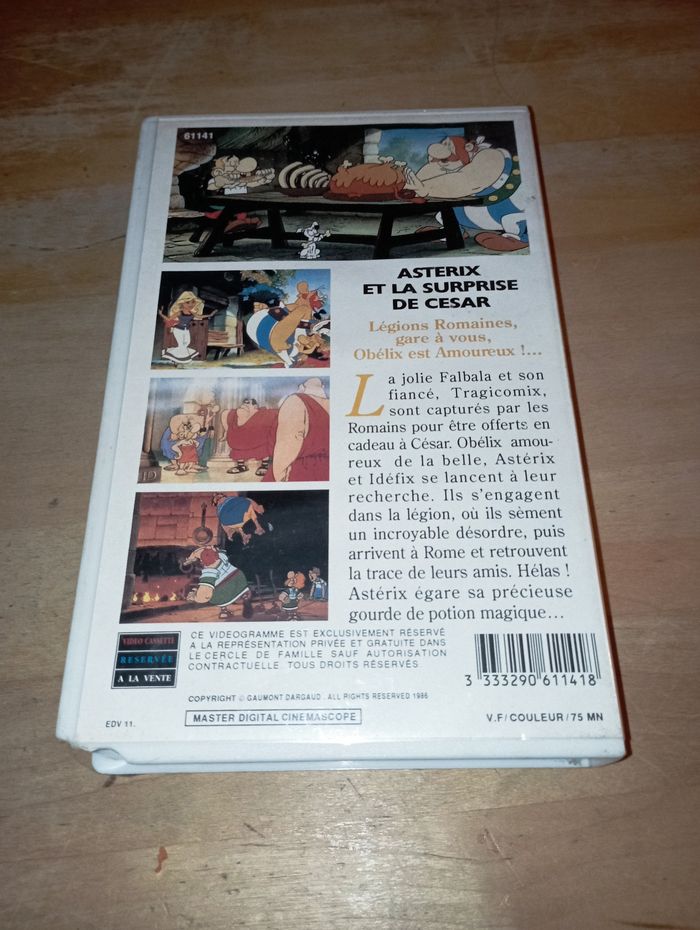 61141
ASTERIX
ET LA SURPRISE
DE CESAR
Légions Romaines,
gare à vous,
Obélix est Amoureux !...
La jolie Falbala et son
fiancé, Tragicomix,
sont capturés par les
Romains pour être offerts en
cadeau à César. Obélix amou-
reux de la belle, Astérix
et Idéfix se lancent à leur
recherche. Ils s'engagent
dans la légion, où ils sèment
un incroyable désordre, puis
arrivent à Rome et retrouvent
la trace de leurs amis. Hélas !
Astérix égare sa précieuse
gourde de potion magique...
VIDEO CASSETTE
RESERVÉE
A LA VENTE
CE VIDEOGRAMME EST EXCLUSIVEMENT RÉSERVÉ
A LA REPRÉSENTATION PRIVÉE ET GRATUITE DANS
LE CERCLE DE FAMILLE SAUF AUTORISATION
CONTRACTUELLE. TOUS DROITS RÉSERVÉS
COPYRIGHT © GAUMONT DARGAUD. ALL RIGHTS RESERVED 1986
EDV 11.
MASTER DIGITAL CINEMASCOPE
3 333290 611418
V.F/COULEUR/75 MN